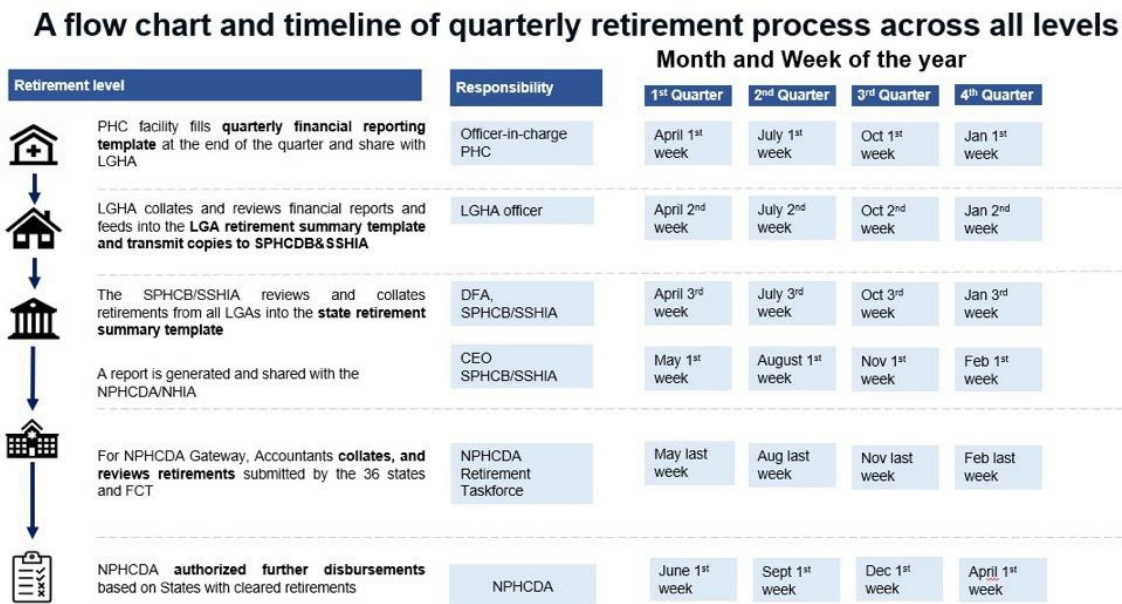 A flow chart and timeline of quarterly retirement process across all levels
Month and Week of the year
Retirement level
Responsibility
1st Quarter
2nd Quarter
3rd Quarter
4th Quarter
PHC facility fills quarterly financial reporting
template at the end of the quarter and share with
LGHA
Officer-in-charge
PHC
April 1st
week
July 1st
week
Oct 1st
week
Jan 1st
week
LGHA collates and reviews financial reports and
feeds into the LGA retirement summary template
and transmit copies to SPHCDB&SSHIA
LGHA officer
April 2nd
week
July 2nd
week
Oct 2nd
week
Jan 2nd
week
The SPHCB/SSHIA reviews and collates
retirements from all LGAs into the state retirement
summary template
DFA,
SPHCB/SSHIA
April 3rd
week
July 3rd
week
Oct 3rd
week
Jan 3rd
week
A report is generated and shared with the
NPHCDA/NHIA
CEO
SPHCB/SSHIA
May 1st
week
August 1st
week
Nov 1st
week
Feb 1st
week
For NPHCDA Gateway, Accountants collates, and
reviews retirements submitted by the 36 states
and FCT
NPHCDA
Retirement
Taskforce
May last
week
Aug last
week
Nov last
week
Feb last
week
NPHCDA authorized further disbursements
based on States with cleared retirements
NPHCDA
June 1st
week
Sept 1st
week
Dec 1st
week
April 1st
week